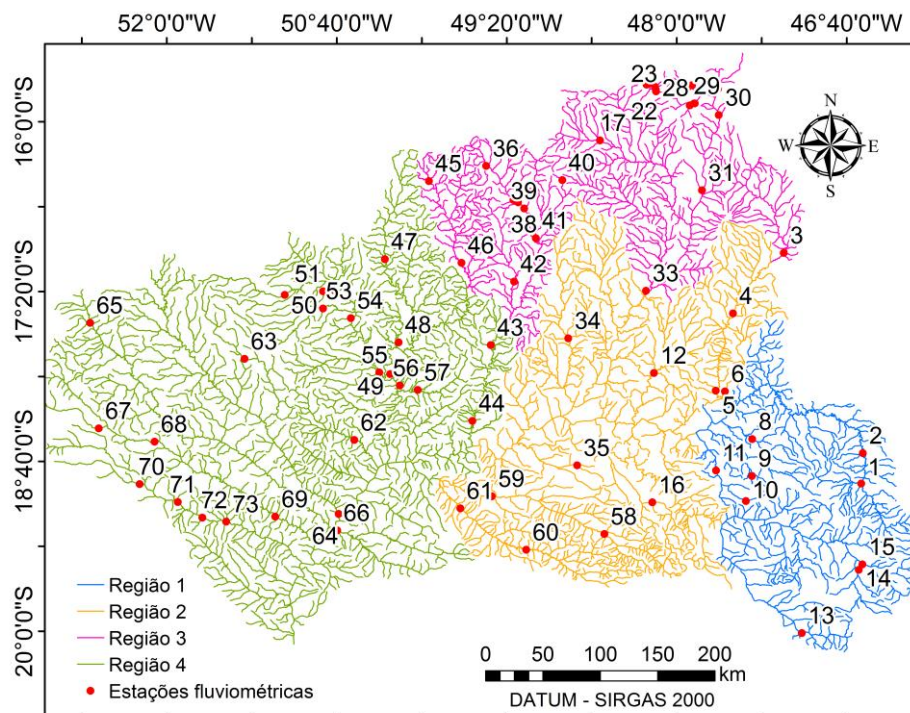 52°0'0"W 50°40'0"W 49°20'0"W 48°0'0"W 46°40'0"W
16°0'0"S
17°20'0"S
18°40'0"S
20°0'0"S
N
W E
S
23 28 29
22 30
17
36 40
45
39 31
38 41
46 3
47 42
51 53 33
50 54 4
65
48 43 34
63
55 56 12 6
49 57 5
67 62 44
68 8 2
11 9 1
70 35
71 72 73 69 66 59 16 10
61
64 58
60 15
14
13
Região 1
Região 2
Região 3
Região 4
Estações fluviométricas
0 25 50 100 150 200
km
DATUM - SIRGAS 2000